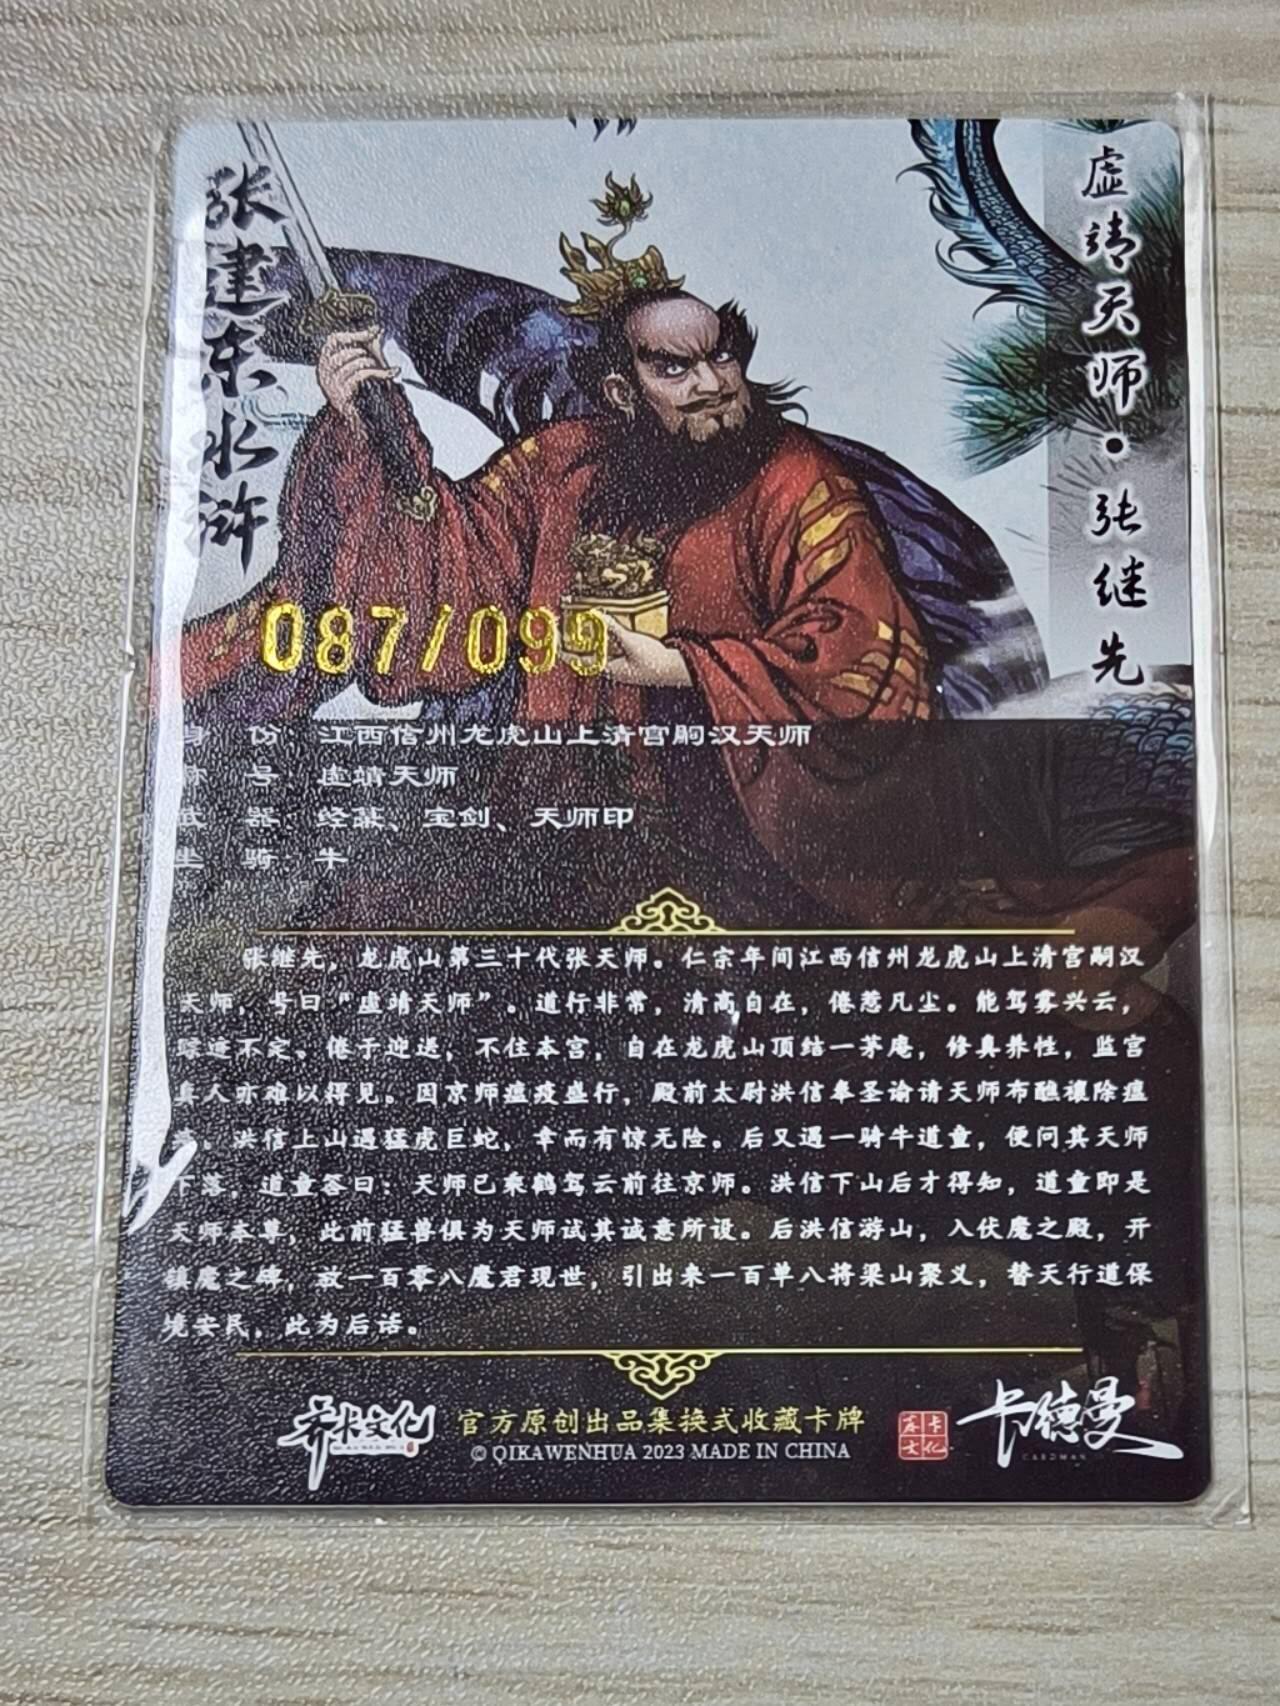 张建东水浒
虚靖天师·张继先
087/099
身 份 江西信州龙虎山上清宫嗣汉天师
称 号 虚靖天师
武 器 经箓、宝剑、天师印
坐 骑 牛
张继先，龙虎山第三十代张天师。仁宗年间江西信州龙虎山上清宫嗣汉
天师，号曰“虚靖天师”。道行非常，清高自在，倦惹凡尘。能驾雾兴云，
踪迹不定。倦于迎送，不住本宫，自在龙虎山顶结一茅庵，修真养性，监宫
真人亦难以得见。因京师瘟疫盛行，殿前太尉洪信奉圣谕请天师布醮禳除瘟
。洪信上山遇猛虎巨蛇，幸而有惊无险。后又遇一骑牛道童，便问其天师
下落，道童答曰：天师已乘鹤驾云前往京师。洪信下山后才得知，道童即是
天师本尊，此前猛兽俱为天师试其诚意所设。后洪信游山，入伏魔之殿，开
镇魔之碑，放一百零八魔君现世，引出来一百单八将梁山聚义，替天行道保
境安民，此为后话。
齐卡文化 官方原创出品集换式收藏卡牌 卡德曼
© QIKAWENHUA 2023 MADE IN CHINA
CARDMAN